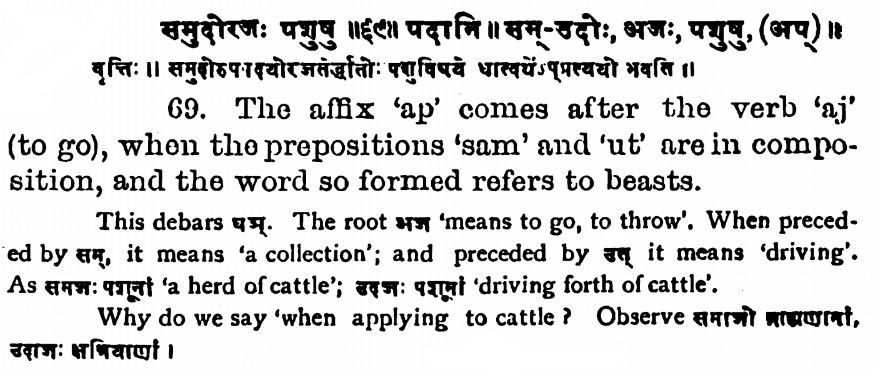 समुदोरजः पशुषु ॥६९॥ पदानि ॥ सम्-उदोः, अजः, पशुषु, (अप्) ॥
वृत्तिः ॥ समुदोरुपपदयोरजतेर्द्धातोः पशुविषये धात्वर्थेऽप्प्रत्ययो भवति ॥
69. The affix 'ap' comes after the verb 'aj'
(to go), when the prepositions 'sam' and 'ut' are in compo-
sition, and the word so formed refers to beasts.
This debars घञ्. The root अज 'means to go, to throw'. When preced-
ed by सम्, it means 'a collection'; and preceded by उत् it means 'driving'.
As समजः पशूनां 'a herd of cattle'; उदजः पशूनां 'driving forth of cattle'.
Why do we say 'when applying to cattle ? Observe समाजो ब्राह्मणानां,
उदाजः क्षत्रियाणां ।